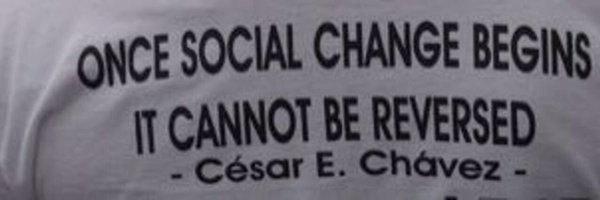 ONCE SOCIAL CHANGE BEGINS
IT CANNOT BE REVERSED
- César E. Chávez -